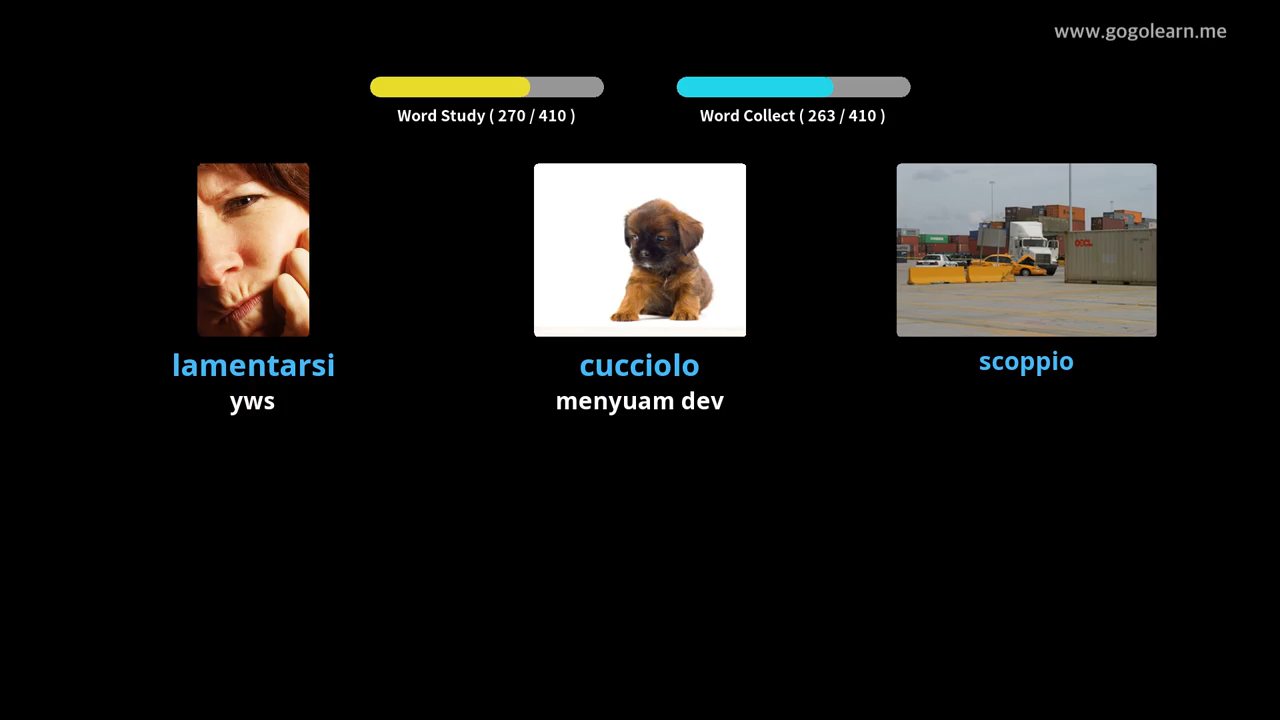 www.gogolearn.me
Word Study ( 270 / 410 )
Word Collect ( 263 / 410 )
lamentarsi
yws
cucciolo
menyuam dev
scoppio